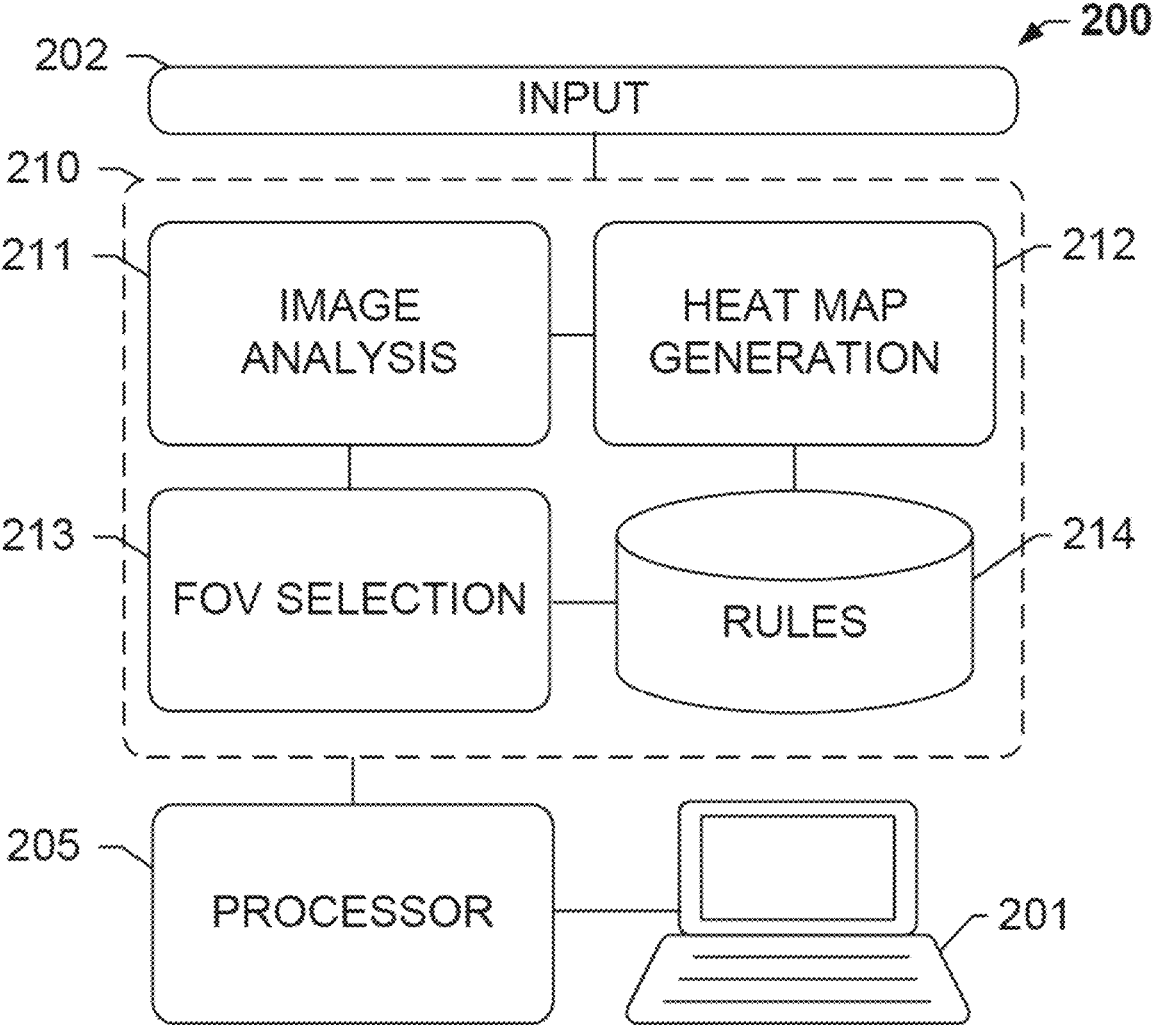 200
202
INPUT
210
211
IMAGE
ANALYSIS
HEAT MAP
GENERATION
212
213
FOV SELECTION
RULES
214
205
PROCESSOR
201